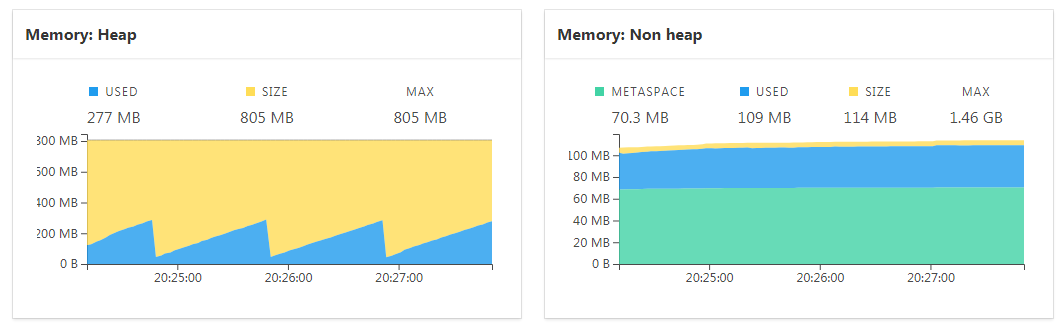 Memory: Heap
USED SIZE MAX
277 MB 805 MB 805 MB
800 MB
600 MB
400 MB
200 MB
0 B
20:25:00 20:26:00 20:27:00
Memory: Non heap
METASPACE USED SIZE MAX
70.3 MB 109 MB 114 MB 1.46 GB
100 MB
80 MB
60 MB
40 MB
20 MB
0 B
20:25:00 20:26:00 20:27:00